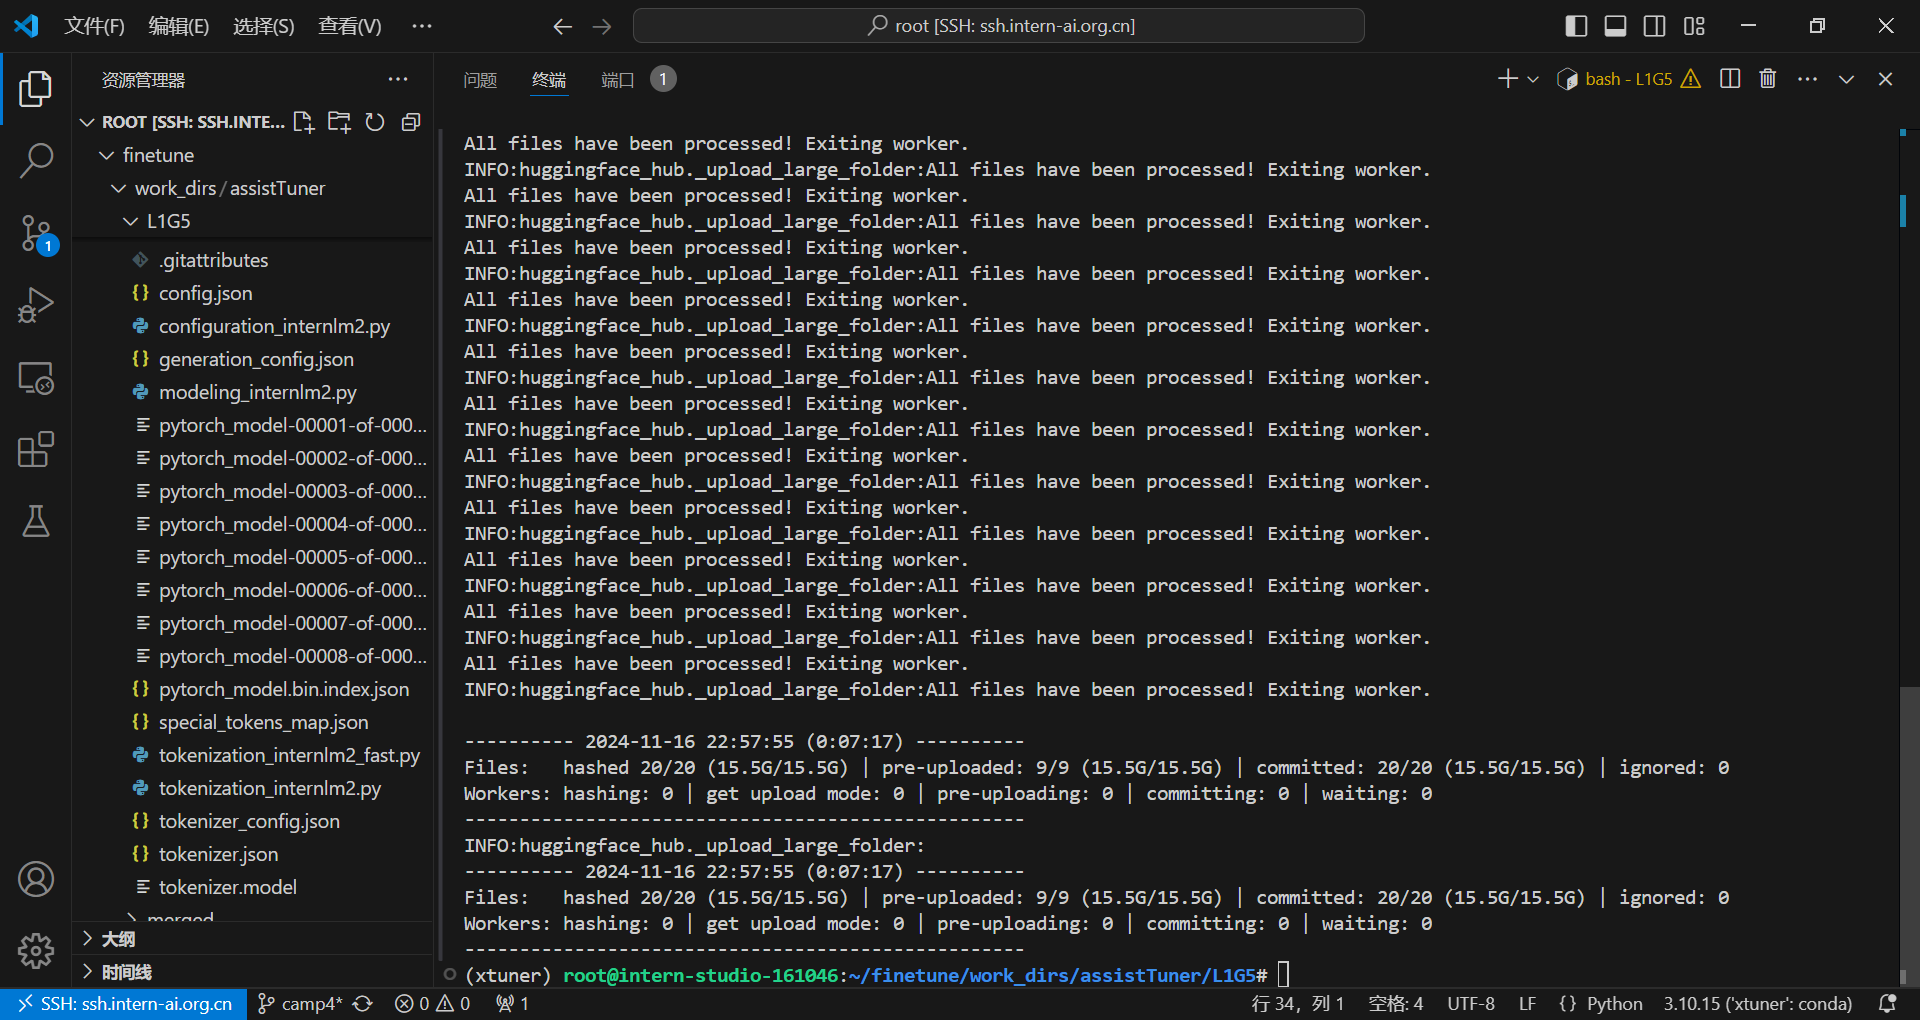 文件(F) 编辑(E) 选择(S) 查看(V) ··· root [SSH: ssh.intern-ai.org.cn]
资源管理器 ···
ROOT [SSH: SSH.INTE...
finetune
work_dirs / assistTuner
L1G5
.gitattributes
config.json
configuration_internlm2.py
generation_config.json
modeling_internlm2.py
pytorch_model-00001-of-000...
pytorch_model-00002-of-000...
pytorch_model-00003-of-000...
pytorch_model-00004-of-000...
pytorch_model-00005-of-000...
pytorch_model-00006-of-000...
pytorch_model-00007-of-000...
pytorch_model-00008-of-000...
pytorch_model.bin.index.json
special_tokens_map.json
tokenization_internlm2_fast.py
tokenization_internlm2.py
tokenizer_config.json
tokenizer.json
tokenizer.model
merged
大纲
时间线
1
问题 终端 端口 1
bash - L1G5
All files have been processed! Exiting worker.
INFO:huggingface_hub._upload_large_folder:All files have been processed! Exiting worker.
All files have been processed! Exiting worker.
INFO:huggingface_hub._upload_large_folder:All files have been processed! Exiting worker.
All files have been processed! Exiting worker.
INFO:huggingface_hub._upload_large_folder:All files have been processed! Exiting worker.
All files have been processed! Exiting worker.
INFO:huggingface_hub._upload_large_folder:All files have been processed! Exiting worker.
All files have been processed! Exiting worker.
INFO:huggingface_hub._upload_large_folder:All files have been processed! Exiting worker.
All files have been processed! Exiting worker.
INFO:huggingface_hub._upload_large_folder:All files have been processed! Exiting worker.
All files have been processed! Exiting worker.
INFO:huggingface_hub._upload_large_folder:All files have been processed! Exiting worker.
All files have been processed! Exiting worker.
INFO:huggingface_hub._upload_large_folder:All files have been processed! Exiting worker.
All files have been processed! Exiting worker.
INFO:huggingface_hub._upload_large_folder:All files have been processed! Exiting worker.
All files have been processed! Exiting worker.
INFO:huggingface_hub._upload_large_folder:All files have been processed! Exiting worker.
All files have been processed! Exiting worker.
INFO:huggingface_hub._upload_large_folder:All files have been processed! Exiting worker.
---------- 2024-11-16 22:57:55 (0:07:17) ----------
Files:   hashed 20/20 (15.5G/15.5G) | pre-uploaded: 9/9 (15.5G/15.5G) | committed: 20/20 (15.5G/15.5G) | ignored: 0
Workers: hashing: 0 | get upload mode: 0 | pre-uploading: 0 | committing: 0 | waiting: 0
---------------------------------------------------
INFO:huggingface_hub._upload_large_folder:
---------- 2024-11-16 22:57:55 (0:07:17) ----------
Files:   hashed 20/20 (15.5G/15.5G) | pre-uploaded: 9/9 (15.5G/15.5G) | committed: 20/20 (15.5G/15.5G) | ignored: 0
Workers: hashing: 0 | get upload mode: 0 | pre-uploading: 0 | committing: 0 | waiting: 0
---------------------------------------------------
(xtuner) root@intern-studio-161046:~/finetune/work_dirs/assistTuner/L1G5#
SSH: ssh.intern-ai.org.cn camp4* 0 0 1 行 34，列 1 空格: 4 UTF-8 LF {} Python 3.10.15 ('xtuner': conda)